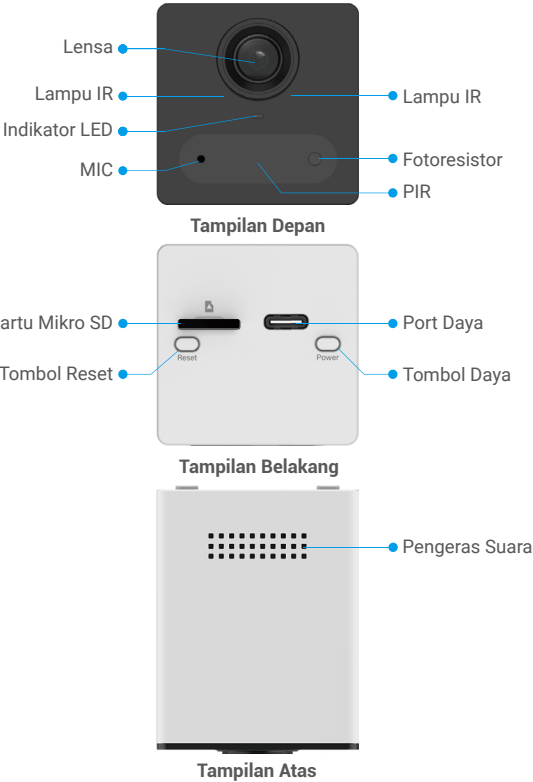 Lensa
Lampu IR
Lampu IR
Indikator LED
MIC
Fotoresistor
PIR
Tampilan Depan
artu Mikro SD
Port Daya
Reset
Power
Tombol Reset
Tombol Daya
Tampilan Belakang
Pengeras Suara
Tampilan Atas